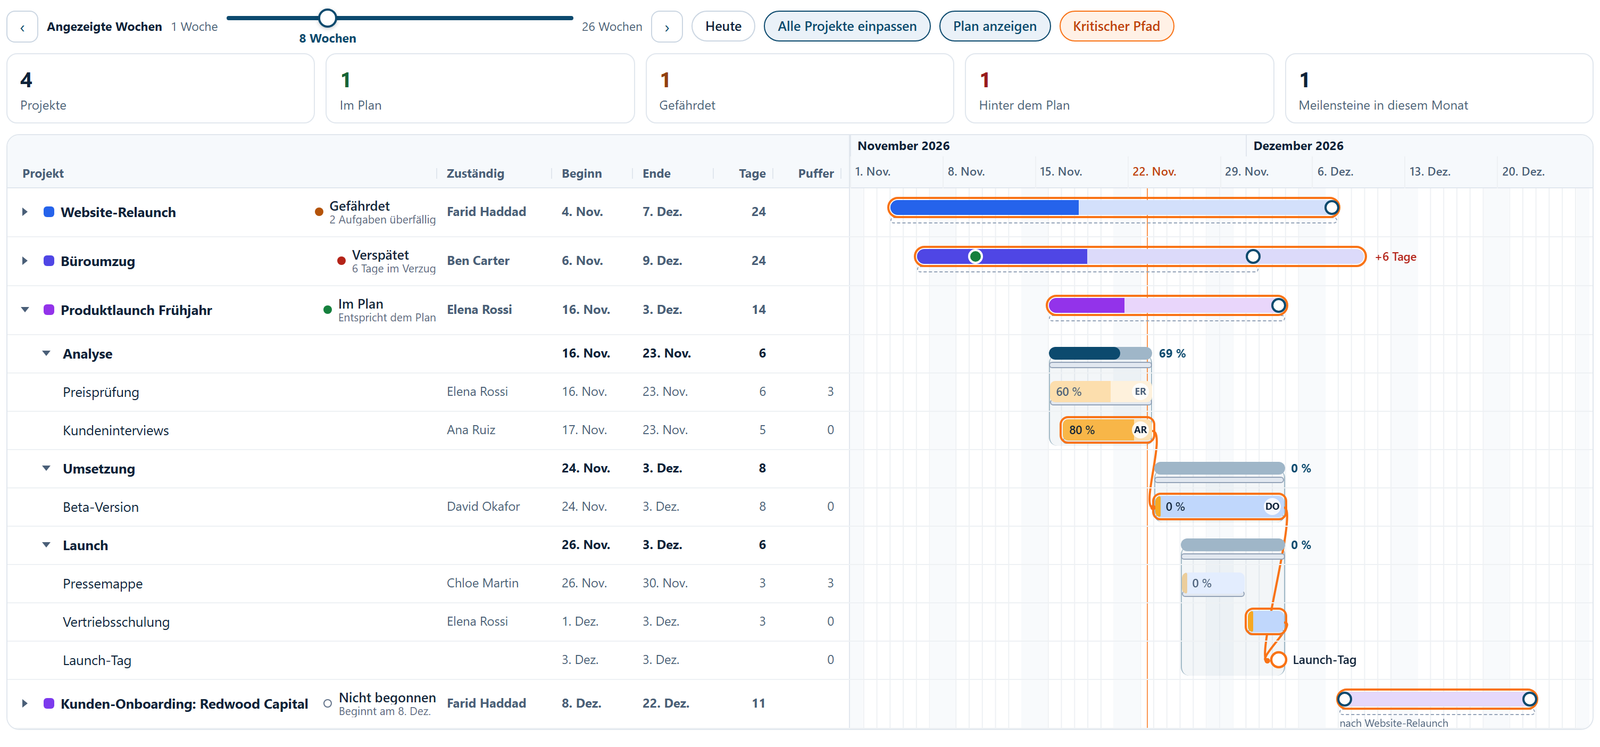 ‹ Angezeigte Wochen 1 Woche 8 Wochen 26 Wochen › Heute Alle Projekte einpassen Plan anzeigen Kritischer Pfad
4
Projekte
1
Im Plan
1
Gefährdet
1
Hinter dem Plan
1
Meilensteine in diesem Monat
November 2026 Dezember 2026
Projekt Zuständig Beginn Ende Tage Puffer
1. Nov. 8. Nov. 15. Nov. 22. Nov. 29. Nov. 6. Dez. 13. Dez. 20. Dez.
Website-Relaunch Gefährdet Farid Haddad 4. Nov. 7. Dez. 24
2 Aufgaben überfällig
Büroumzug Verspätet Ben Carter 6. Nov. 9. Dez. 24 +6 Tage
6 Tage im Verzug
Produktlaunch Frühjahr Im Plan Elena Rossi 16. Nov. 3. Dez. 14
Entspricht dem Plan
Analyse 16. Nov. 23. Nov. 6 69 %
Preisprüfung Elena Rossi 16. Nov. 23. Nov. 6 3 60 % ER
Kundeninterviews Ana Ruiz 17. Nov. 23. Nov. 5 0 80 % AR
Umsetzung 24. Nov. 3. Dez. 8 0 %
Beta-Version David Okafor 24. Nov. 3. Dez. 8 0 0 % DO
Launch 26. Nov. 3. Dez. 6 0 %
Pressemappe Chloe Martin 26. Nov. 30. Nov. 3 3 0 %
Vertriebsschulung Elena Rossi 1. Dez. 3. Dez. 3 0
Launch-Tag 3. Dez. 3. Dez. 0 Launch-Tag
Kunden-Onboarding: Redwood Capital Nicht begonnen Farid Haddad 8. Dez. 22. Dez. 11
Beginnt am 8. Dez.
nach Website-Relaunch